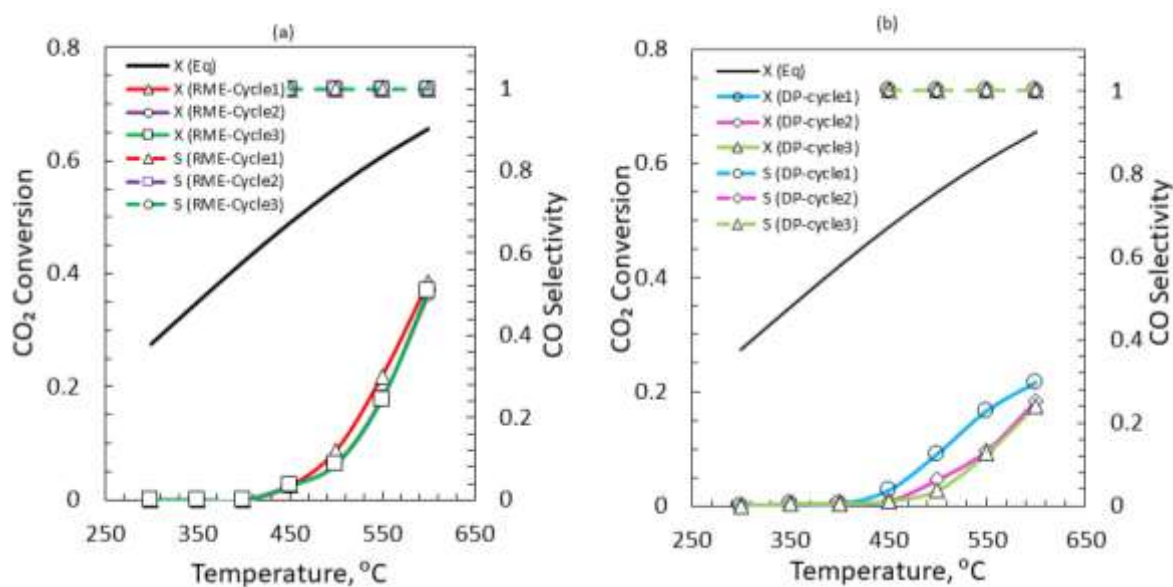 (a)
0.8
0.6
0.4
0.2
0
CO₂ Conversion
X (Eq)
X (RME-Cycle1)
X (RME-Cycle2)
X (RME-Cycle3)
S (RME-Cycle1)
S (RME-Cycle2)
S (RME-Cycle3)
1
0.8
0.6
0.4
0.2
0
CO Selectivity
250 350 450 550 650
Temperature, °C
(b)
0.8
0.6
0.4
0.2
0
CO₂ Conversion
X (Eq)
X (DP-cycle1)
X (DP-cycle2)
X (DP-cycle3)
S (DP-cycle1)
S (DP-cycle2)
S (DP-cycle3)
1
0.8
0.6
0.4
0.2
0
CO Selectivity
250 350 450 550 650
Temperature, °C